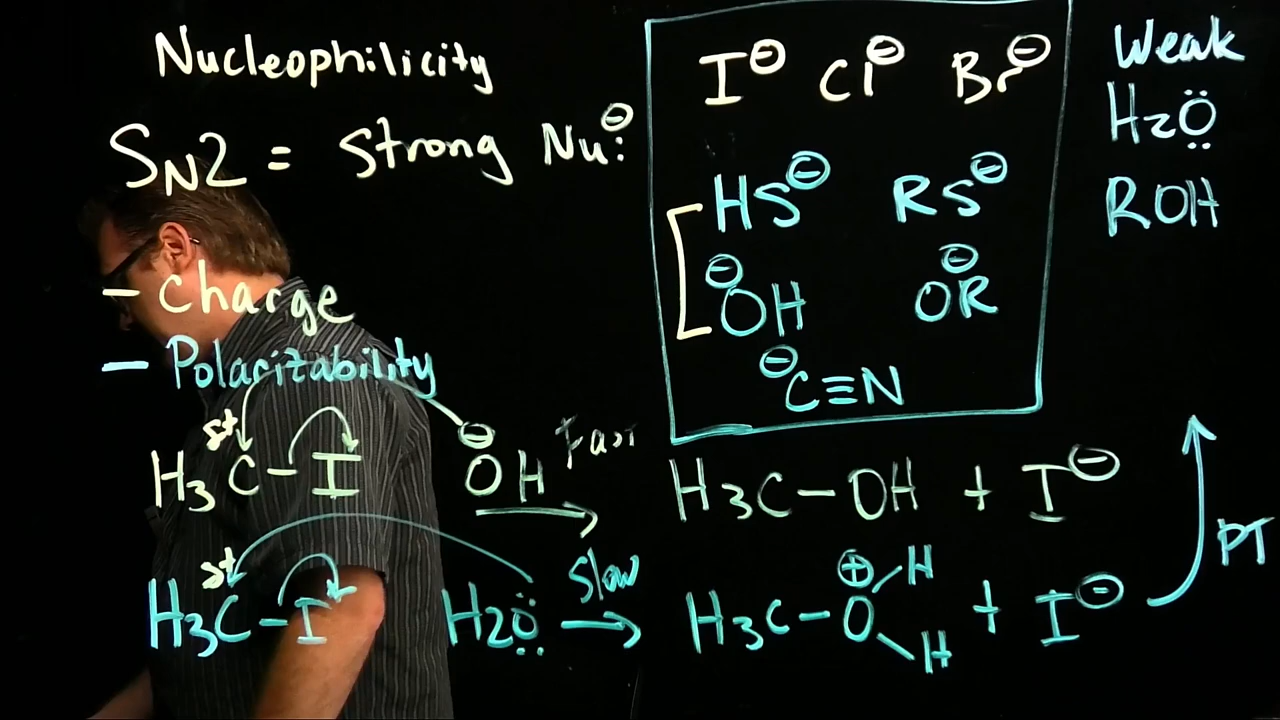 Nucleophilicity
SN2 = strong Nu:⊖
- charge
- Polarizability
I⊖ Cl⊖ Br⊖
HS⊖ RS⊖
⊖OH ⊖OR
⊖C≡N
Weak
H2Ö:
ROH
δ+
H3C-I ⊖OH Fast → H3C-OH + I⊖
δ+
H3C-I H2Ö: slow → H3C-O⊕-H + I⊖ PT
H